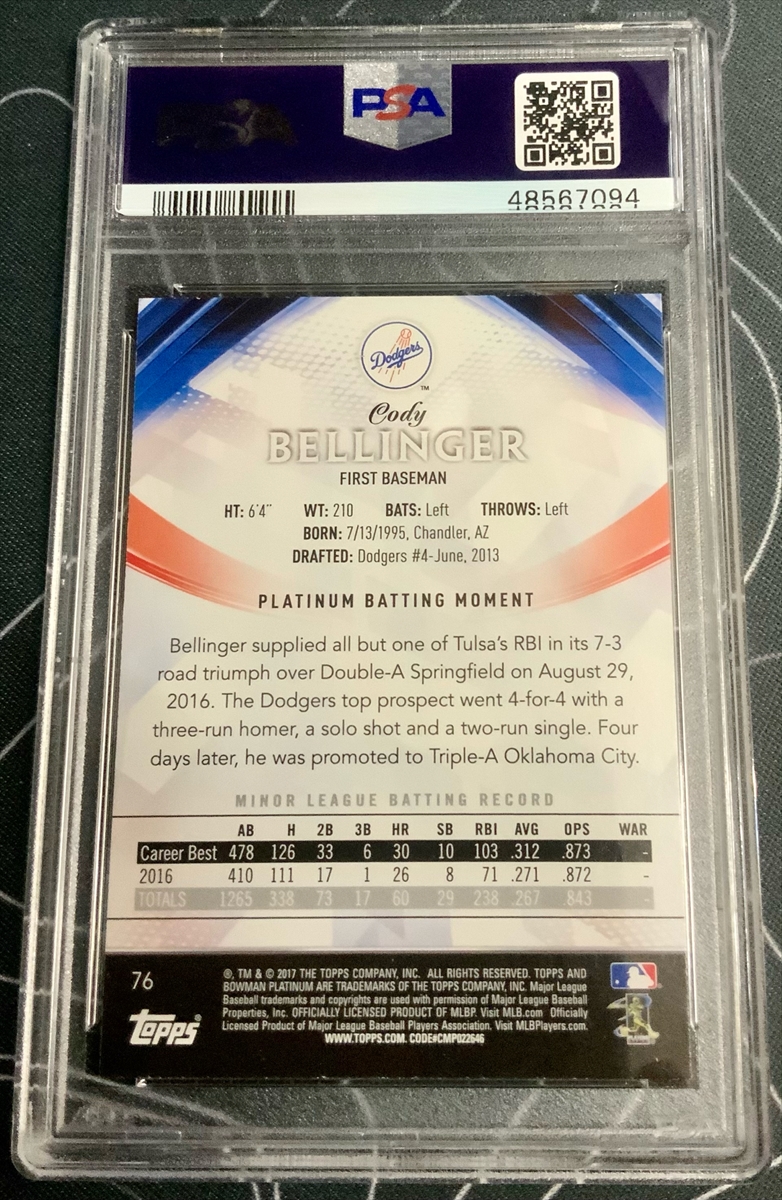 PSA
48567094
Dodgers
TM
Cody
BELLINGER
FIRST BASEMAN
HT: 6'4" WT: 210 BATS: Left THROWS: Left
BORN: 7/13/1995, Chandler, AZ
DRAFTED: Dodgers #4-June, 2013
PLATINUM BATTING MOMENT
Bellinger supplied all but one of Tulsa's RBI in its 7-3
road triumph over Double-A Springfield on August 29,
2016. The Dodgers top prospect went 4-for-4 with a
three-run homer, a solo shot and a two-run single. Four
days later, he was promoted to Triple-A Oklahoma City.
MINOR LEAGUE BATTING RECORD
AB H 2B 3B HR SB RBI AVG OPS WAR
Career Best 478 126 33 6 30 10 103 .312 .873 -
2016 410 111 17 1 26 8 71 .271 .872 -
TOTALS 1265 338 73 17 60 29 238 .267 .843 -
76
®, TM & © 2017 THE TOPPS COMPANY, INC. ALL RIGHTS RESERVED. TOPPS AND
BOWMAN PLATINUM ARE TRADEMARKS OF THE TOPPS COMPANY, INC. Major League
Baseball trademarks and copyrights are used with permission of Major League Baseball
Properties, Inc. OFFICIALLY LICENSED PRODUCT OF MLBP. Visit MLB.com Officially
Licensed Product of Major League Baseball Players Association. Visit MLBPlayers.com.
WWW.TOPPS.COM. CODE#CMP022646
topps®